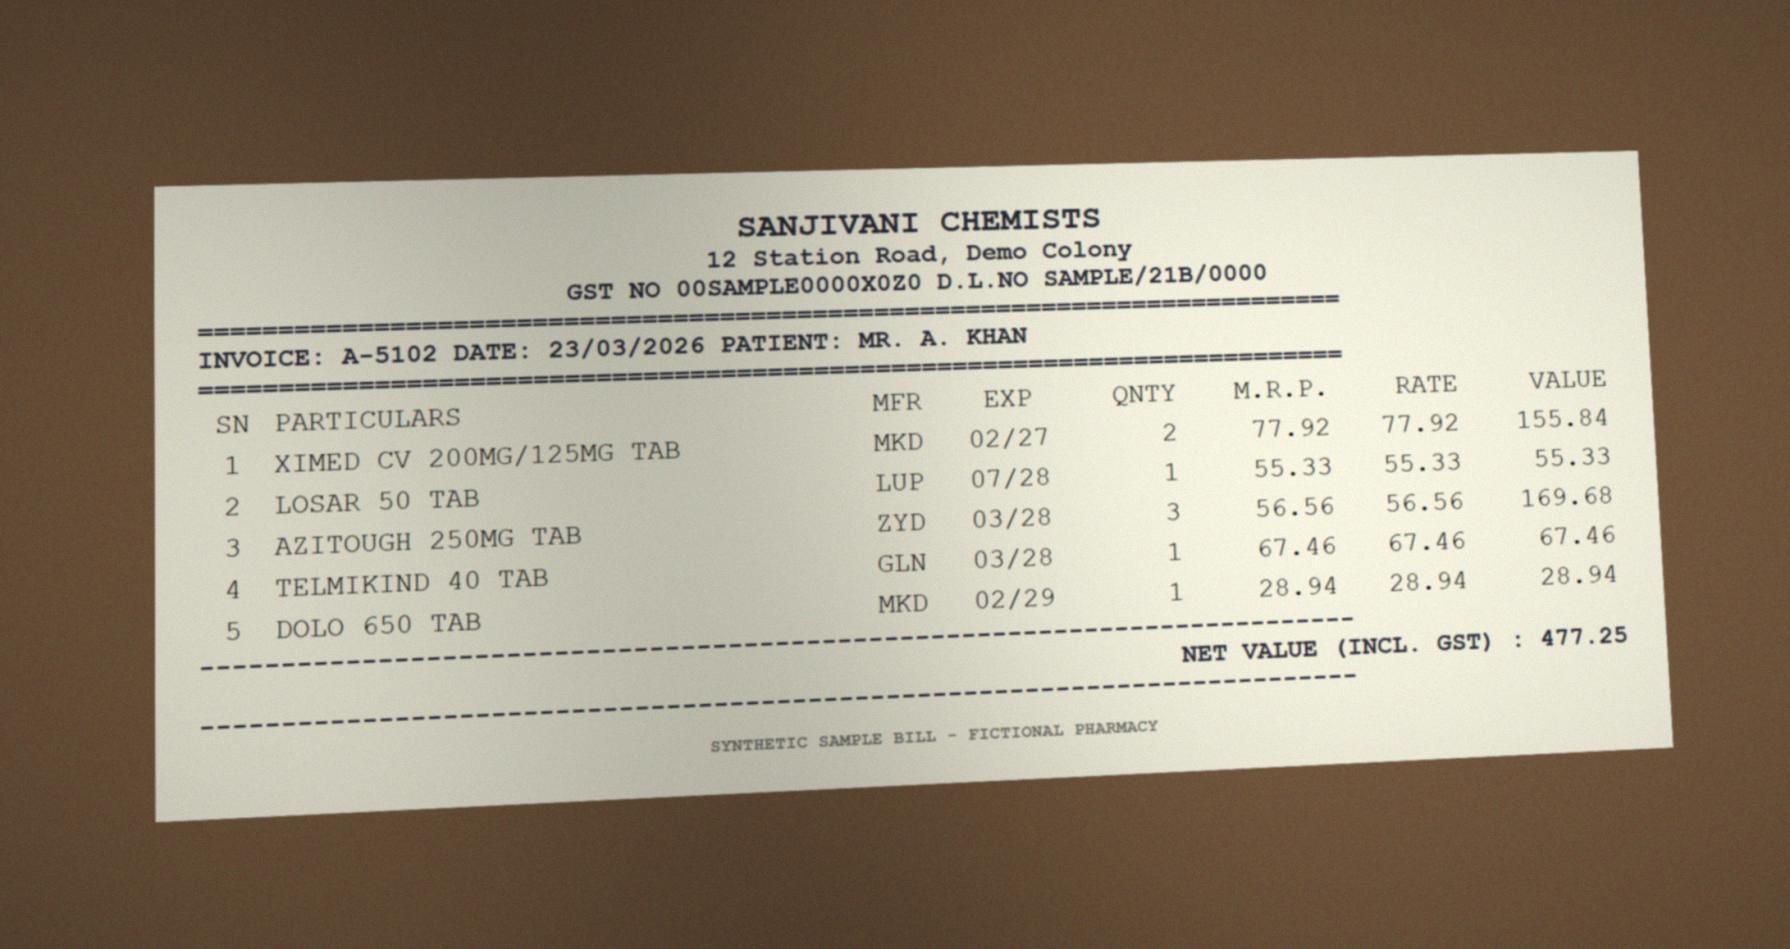 SANJIVANI CHEMISTS
12 Station Road, Demo Colony
GST NO 00SAMPLE0000X0Z0 D.L.NO SAMPLE/21B/0000
INVOICE: A-5102 DATE: 23/03/2026 PATIENT: MR. A. KHAN
SN PARTICULARS MFR EXP QNTY M.R.P. RATE VALUE
1 XIMED CV 200MG/125MG TAB MKD 02/27 2 77.92 77.92 155.84
2 LOSAR 50 TAB LUP 07/28 1 55.33 55.33 55.33
3 AZITOUGH 250MG TAB ZYD 03/28 3 56.56 56.56 169.68
4 TELMIKIND 40 TAB GLN 03/28 1 67.46 67.46 67.46
5 DOLO 650 TAB MKD 02/29 1 28.94 28.94 28.94
NET VALUE (INCL. GST) : 477.25
SYNTHETIC SAMPLE BILL - FICTIONAL PHARMACY